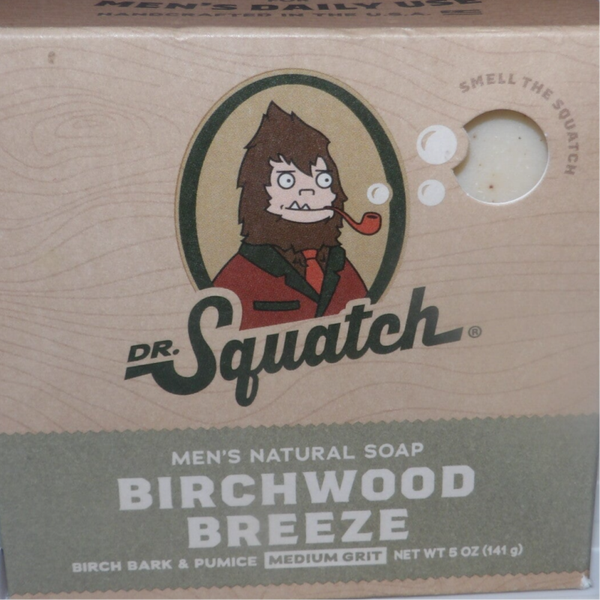 MEN'S DAILY USE
HANDCRAFTED IN THE U.S.A.
SMELL THE SQUATCH
DR. Squatch®
MEN'S NATURAL SOAP
BIRCHWOOD
BREEZE
BIRCH BARK & PUMICE MEDIUM GRIT NET WT 5 OZ (141 g)